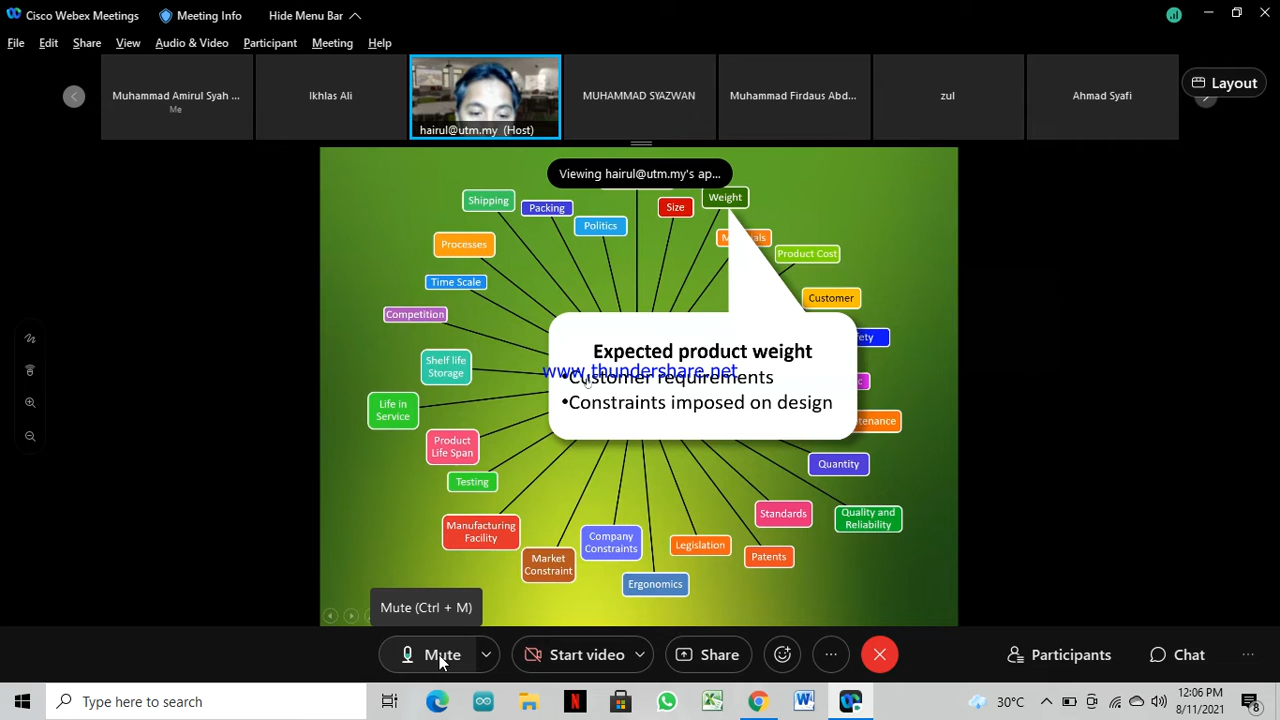 Cisco Webex Meetings
Meeting Info
Hide Menu Bar
File
Edit
Share
View
Audio & Video
Participant
Meeting
Help
Muhammad Amirul Syah ...
Me
Ikhlas Ali
hairul@utm.my (Host)
MUHAMMAD SYAZWAN
Muhammad Firdaus Abd...
zul
Ahmad Syafi
Layout
Viewing hairul@utm.my's ap...
Shipping
Packing
Politics
Size
Weight
Product Cost
Processes
Time Scale
Customer
Competition
Shelf life
Storage
Life in
Service
Product
Life Span
Testing
Manufacturing
Facility
Market
Constraint
Company
Constraints
Ergonomics
Legislation
Patents
Standards
Quality and
Reliability
Quantity
Expected product weight
www.thundershare.net
•Customer requirements
•Constraints imposed on design
Mute (Ctrl + M)
Mute
Start video
Share
Participants
Chat
Type here to search
30°C
12:06 PM
8/11/2021
8